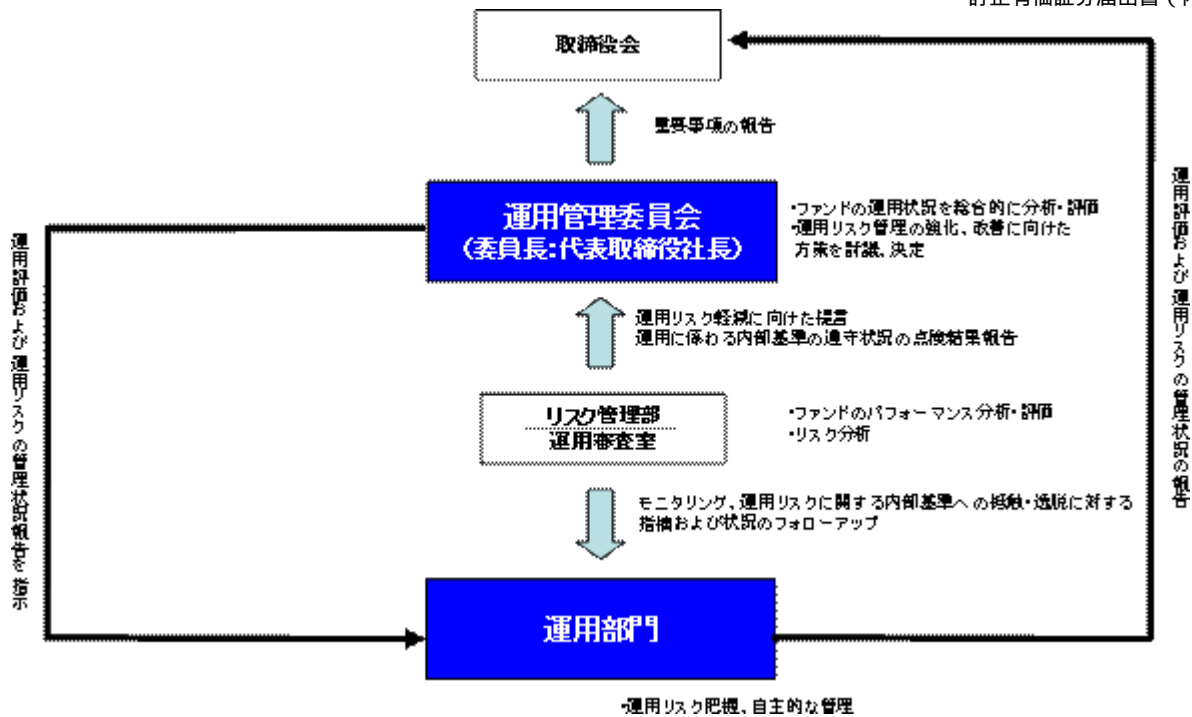 取締役会
重要事項の報告
運用管理委員会
(委員長:代表取締役社長)
・ファンドの運用状況を総合的に分析・評価
・運用リスク管理の強化、改善に向けた
方策を討議、決定
運用リスク軽減に向けた提言
運用に係わる内部基準の遵守状況の点検結果報告
リスク管理部
運用審査室
・ファンドのパフォーマンス分析・評価
・リスク分析
モニタリング、運用リスクに関する内部基準への抵触・逸脱に対する
指摘および状況のフォローアップ
運用部門
・運用リスク把握、自主的な管理
運用評価および運用リスクの管理状況報告を指示
運用評価および運用リスクの管理状況の報告